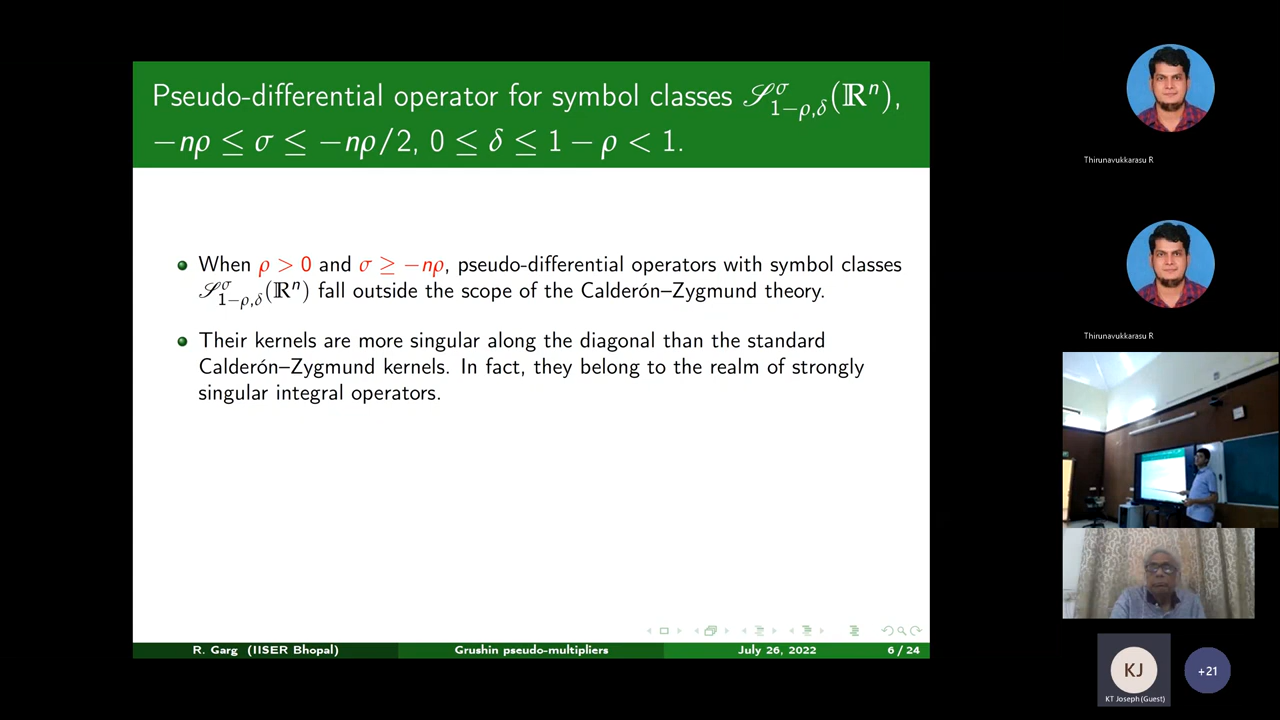 Pseudo-differential operator for symbol classes 𝒮^σ_{1−ρ,δ}(ℝ^n),
−nρ ≤ σ ≤ −nρ/2, 0 ≤ δ ≤ 1 − ρ < 1.
When ρ > 0 and σ ≥ −nρ, pseudo-differential operators with symbol classes
𝒮^σ_{1−ρ,δ}(ℝ^n) fall outside the scope of the Calderón–Zygmund theory.
Their kernels are more singular along the diagonal than the standard
Calderón–Zygmund kernels. In fact, they belong to the realm of strongly
singular integral operators.
R. Garg (IISER Bhopal) Grushin pseudo-multipliers July 26, 2022 6 / 24
Thirunavukkarasu R
Thirunavukkarasu R
KJ
+21
KT Joseph (Guest)